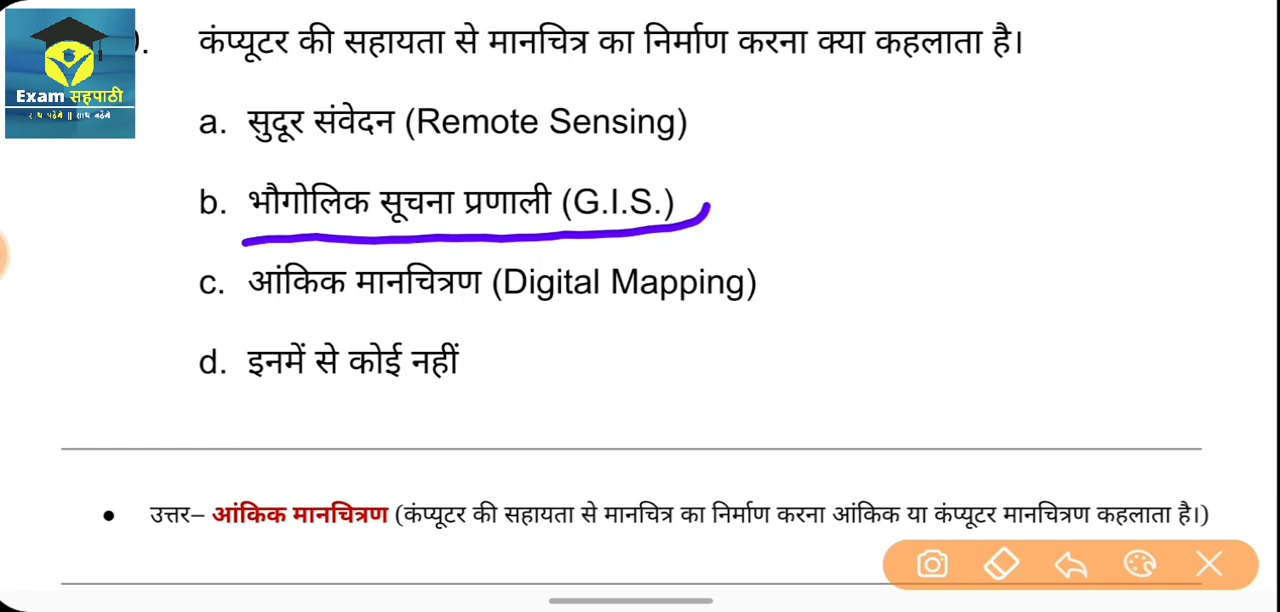 Exam सहपाठी
साथ बढ़ेंगे
). कंप्यूटर की सहायता से मानचित्र का निर्माण करना क्या कहलाता है।
a. सुदूर संवेदन (Remote Sensing)
b. भौगोलिक सूचना प्रणाली (G.I.S.)
c. आंकिक मानचित्रण (Digital Mapping)
d. इनमें से कोई नहीं
● उत्तर– आंकिक मानचित्रण (कंप्यूटर की सहायता से मानचित्र का निर्माण करना आंकिक या कंप्यूटर मानचित्रण कहलाता है।)